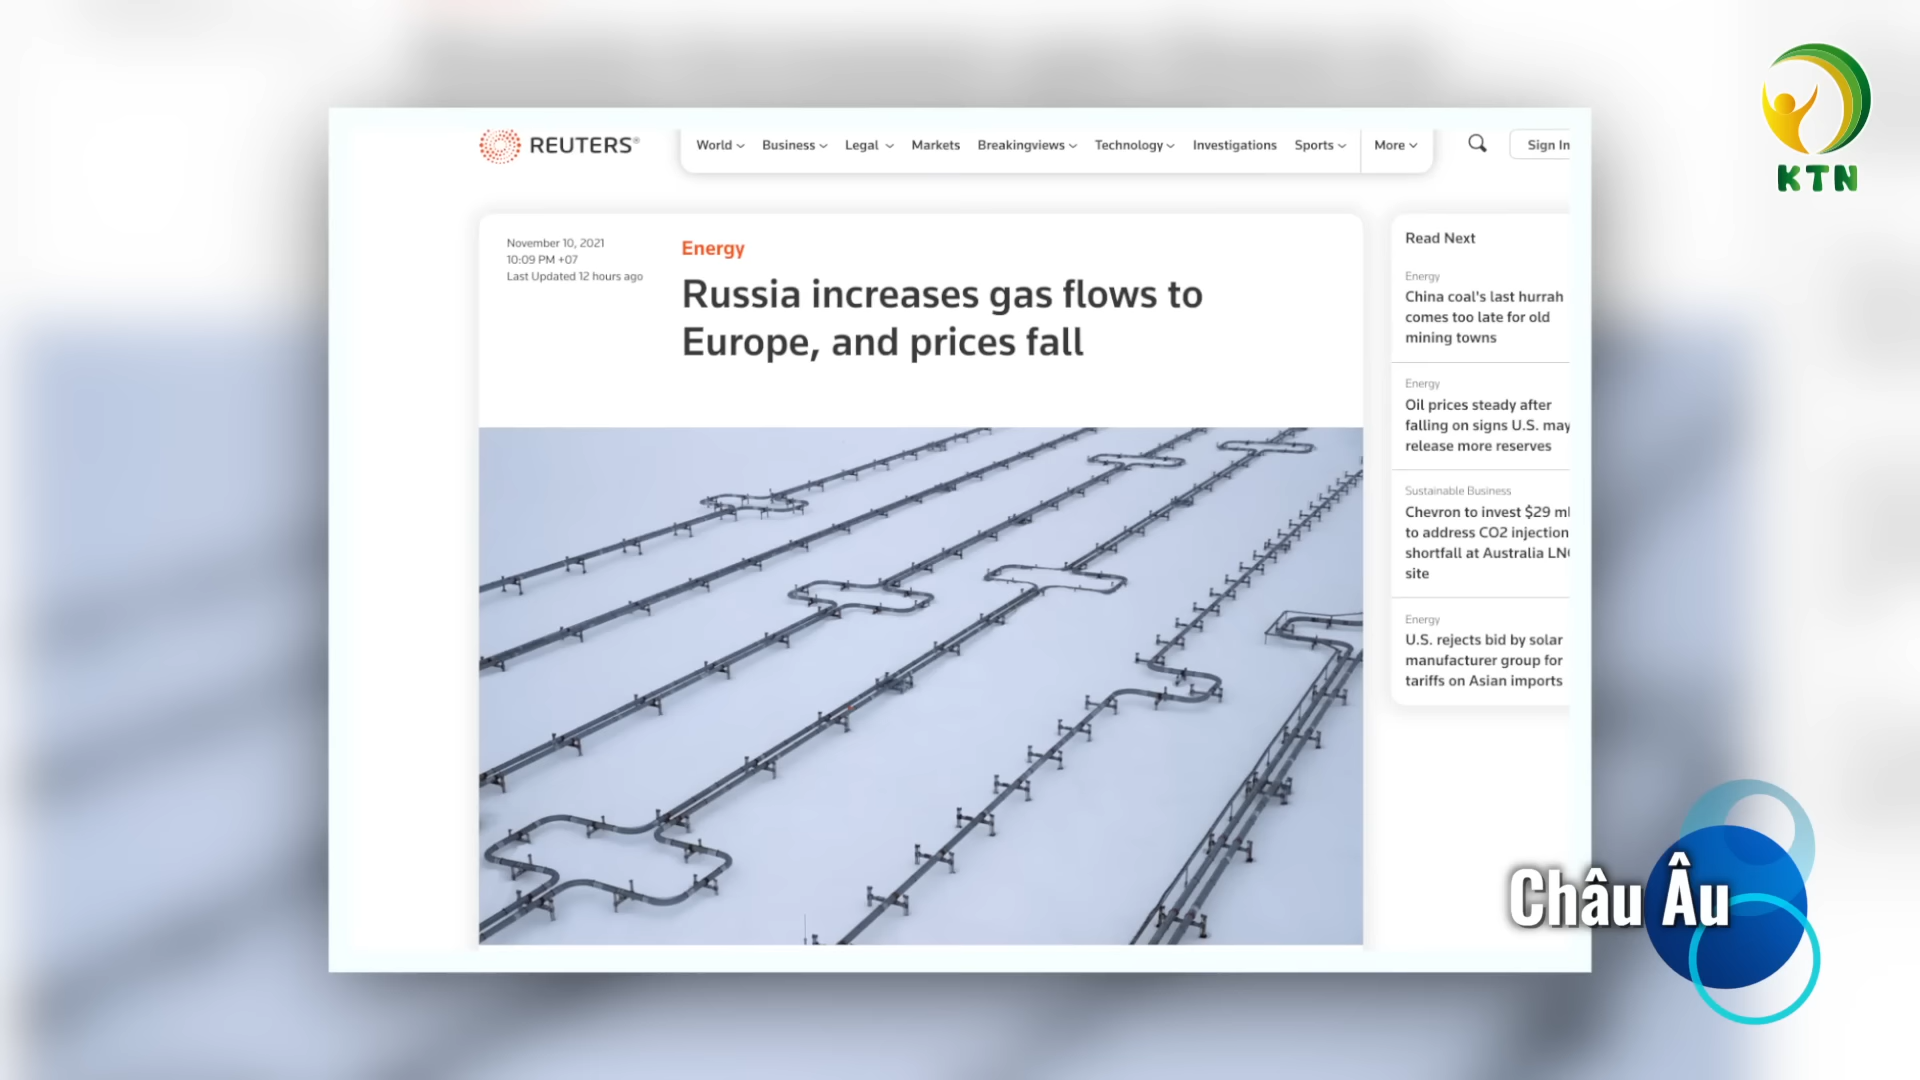 REUTERS®
World
Business
Legal
Markets
Breakingviews
Technology
Investigations
Sports
More
Sign In
November 10, 2021
10:09 PM +07
Last Updated 12 hours ago
Energy
Russia increases gas flows to
Europe, and prices fall
Read Next
Energy
China coal's last hurrah
comes too late for old
mining towns
Energy
Oil prices steady after
falling on signs U.S. may
release more reserves
Sustainable Business
Chevron to invest $29 ml
to address CO2 injection
shortfall at Australia LN
site
Energy
U.S. rejects bid by solar
manufacturer group for
tariffs on Asian imports
KTN
Châu Âu